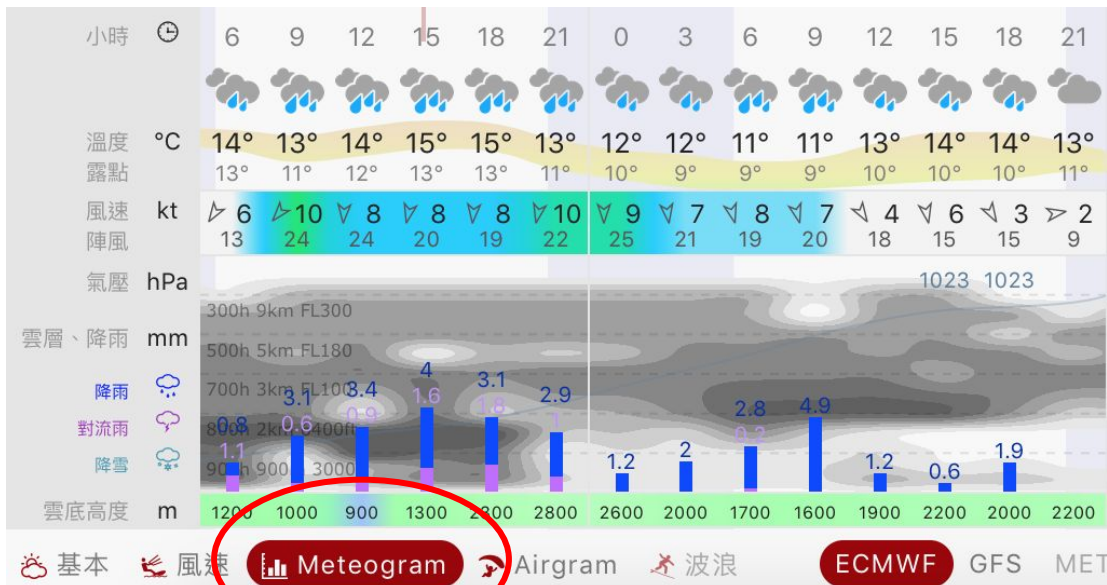 小時 6 9 12 15 18 21 0 3 6 9 12 15 18 21
溫度 °C 14° 13° 14° 15° 15° 13° 12° 12° 11° 11° 13° 14° 14° 13°
露點 13° 11° 12° 13° 13° 11° 10° 9° 9° 9° 10° 10° 10° 11°
風速 kt 6 10 8 8 8 10 9 7 8 7 4 6 3 2
陣風 13 24 24 20 19 22 25 21 19 20 18 15 15 9
氣壓 hPa 1023 1023
300h 9km FL300
雲層、降雨 mm
500h 5km FL180
700h 3km FL100
降雨 0.8 3.1 3.4 4 3.1 2.9 1.2 2 2.8 4.9 1.2 0.6 1.9
對流雨 1.1 0.6 0.9 1.6 1.8 1 0.2
降雪
雲底高度 m 1200 1000 900 1300 2300 2800 2600 2000 1700 1600 1900 2200 2000 2200
基本 風速 Meteogram Airgram 波浪 ECMWF GFS MET